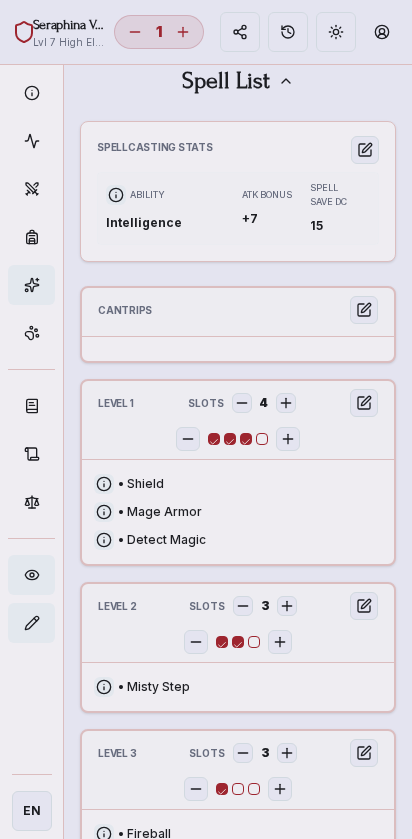 Seraphina V...
Lvl 7 High El...
1
Spell List
SPELLCASTING STATS
ABILITY
Intelligence
ATK BONUS
+7
SPELL
SAVE DC
15
CANTRIPS
LEVEL 1 SLOTS 4
• Shield
• Mage Armor
• Detect Magic
LEVEL 2 SLOTS 3
• Misty Step
LEVEL 3 SLOTS 3
• Fireball
EN